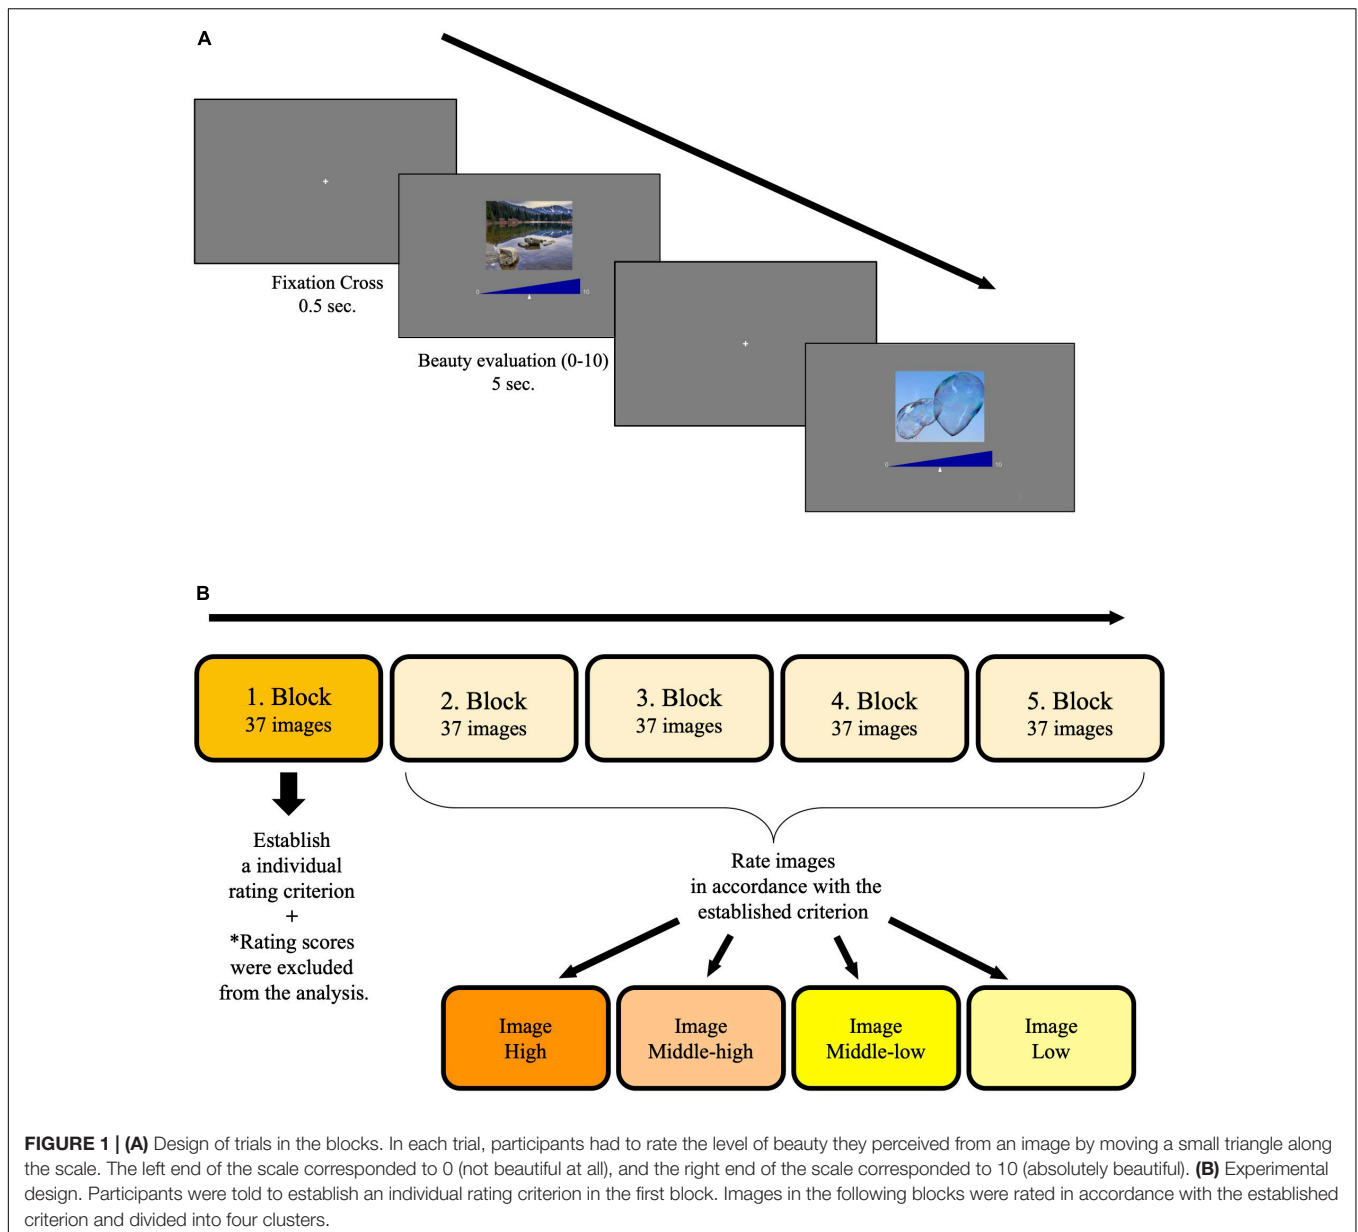 A
+
0 10
Fixation Cross
0.5 sec.
Beauty evaluation (0-10)
5 sec.
+
0 10
B
1. Block
37 images
2. Block
37 images
3. Block
37 images
4. Block
37 images
5. Block
37 images
Establish
a individual
rating criterion
+
*Rating scores
were excluded
from the analysis.
Rate images
in accordance with the
established criterion
Image
High
Image
Middle-high
Image
Middle-low
Image
Low
FIGURE 1 | (A) Design of trials in the blocks. In each trial, participants had to rate the level of beauty they perceived from an image by moving a small triangle along
the scale. The left end of the scale corresponded to 0 (not beautiful at all), and the right end of the scale corresponded to 10 (absolutely beautiful). (B) Experimental
design. Participants were told to establish an individual rating criterion in the first block. Images in the following blocks were rated in accordance with the established
criterion and divided into four clusters.